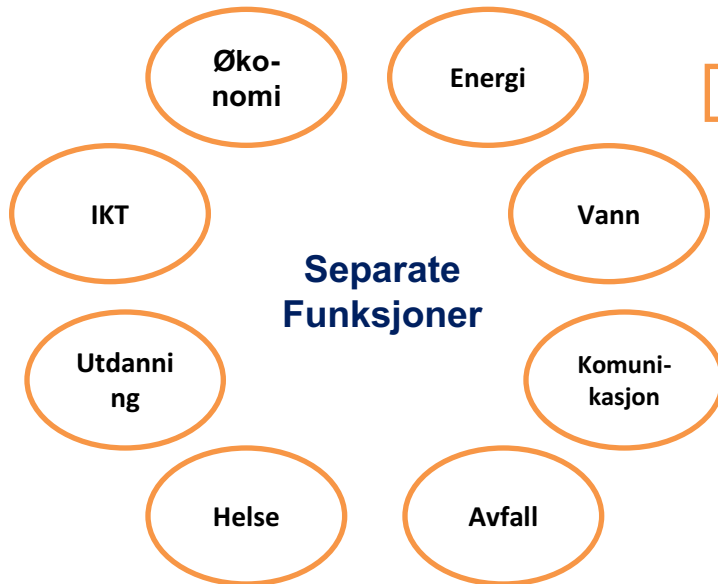 Øko-
nomi
Energi
IKT
Vann
Separate
Funksjoner
Utdanni
ng
Komuni-
kasjon
Helse
Avfall